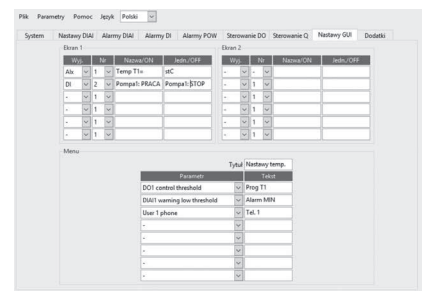 Plik Parametry Pomoc Język Polski
System Nastawy DIAI Alarmy DIAI Alarmy DI Alarmy POW Sterowanie DO Sterowanie Q Nastawy GUI Dodatki
Ekran 1 Ekran 2
Wyj. Nr Nazwa/ON Jedn./OFF Wyj. Nr Nazwa/ON Jedn./OFF
AIx 1 Temp T1= stC - -
DI 2 Pompa1: PRACA Pompa1: STOP - 1
- 1 - 1
- 1 - 1
- 1 - 1
- 1 - 1
Menu
Tytuł Nastawy temp.
Parametr Tekst
DO1 control threshold Prog T1
DIAI1 warning low threshold Alarm MIN
User 1 phone Tel. 1
-
-
-
-
-